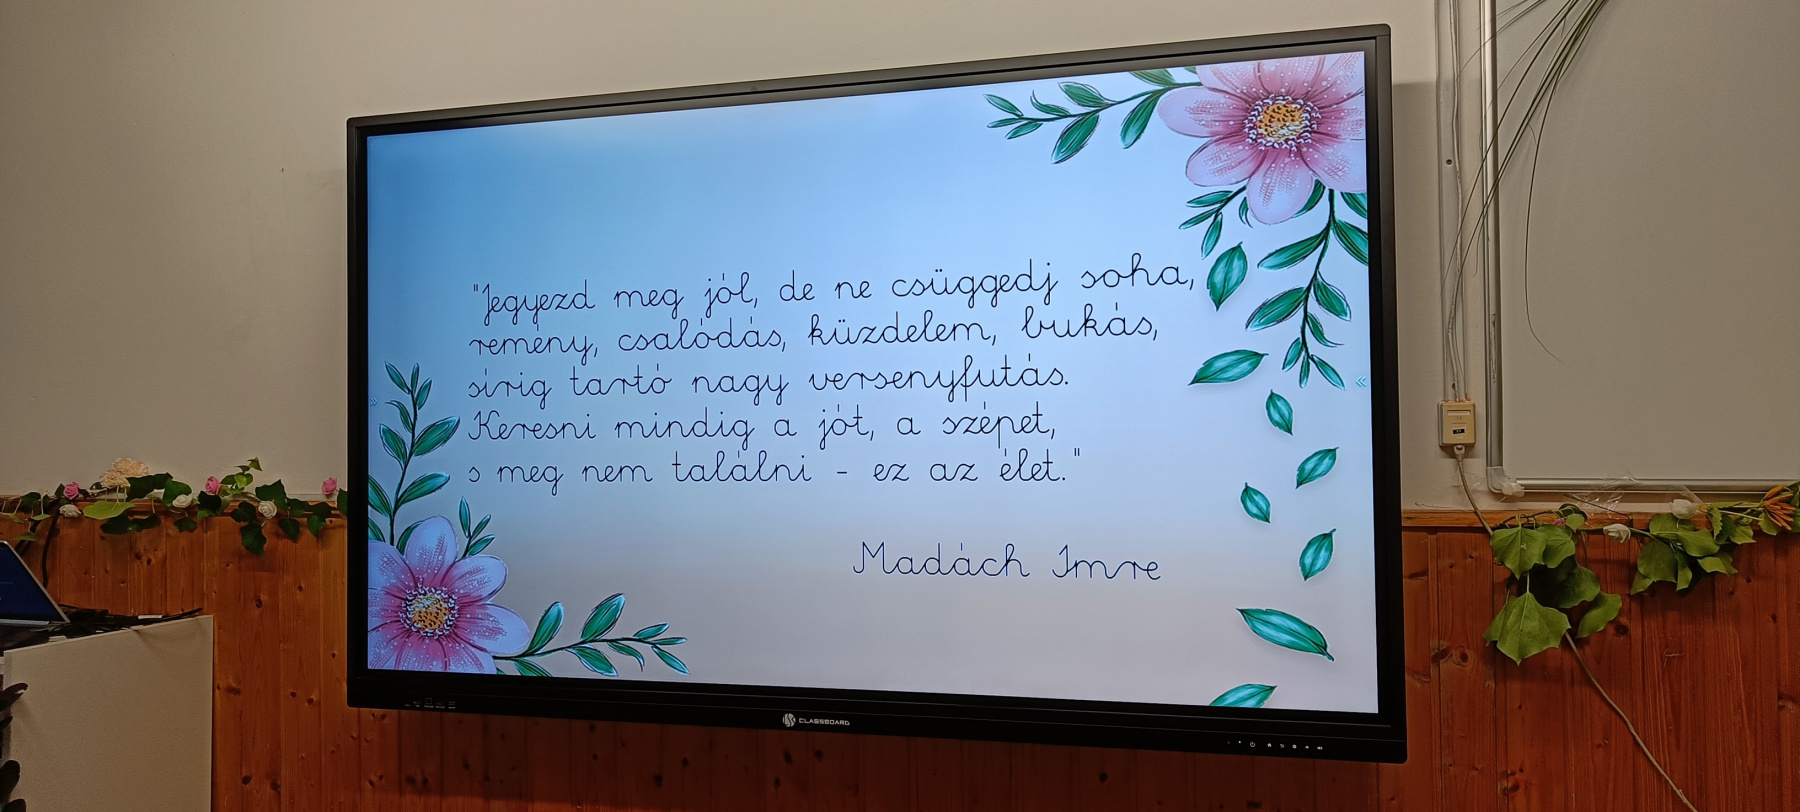 "Jegyezd meg jól, de ne csüggedj soha,
remény, csalódás, küzdelem, bukás,
sírig tartó nagy versenyfutás.
Keresni mindig a jót, a szépet,
s meg nem találni - ez az élet."
Madách Imre
CLASSBOARD